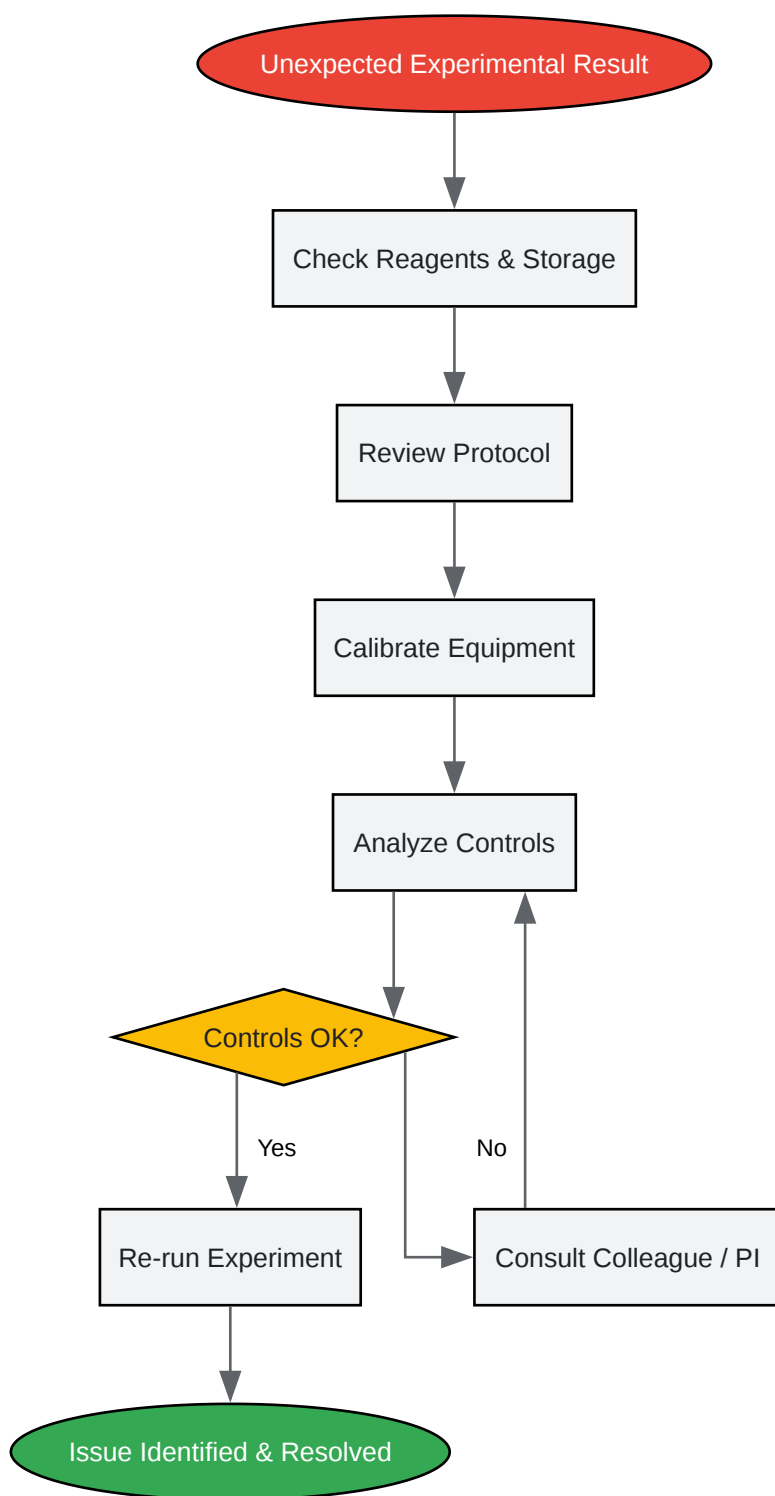 Unexpected Experimental Result
Check Reagents & Storage
Review Protocol
Calibrate Equipment
Analyze Controls
Controls OK?
Yes
No
Re-run Experiment
Consult Colleague / PI
Issue Identified & Resolved